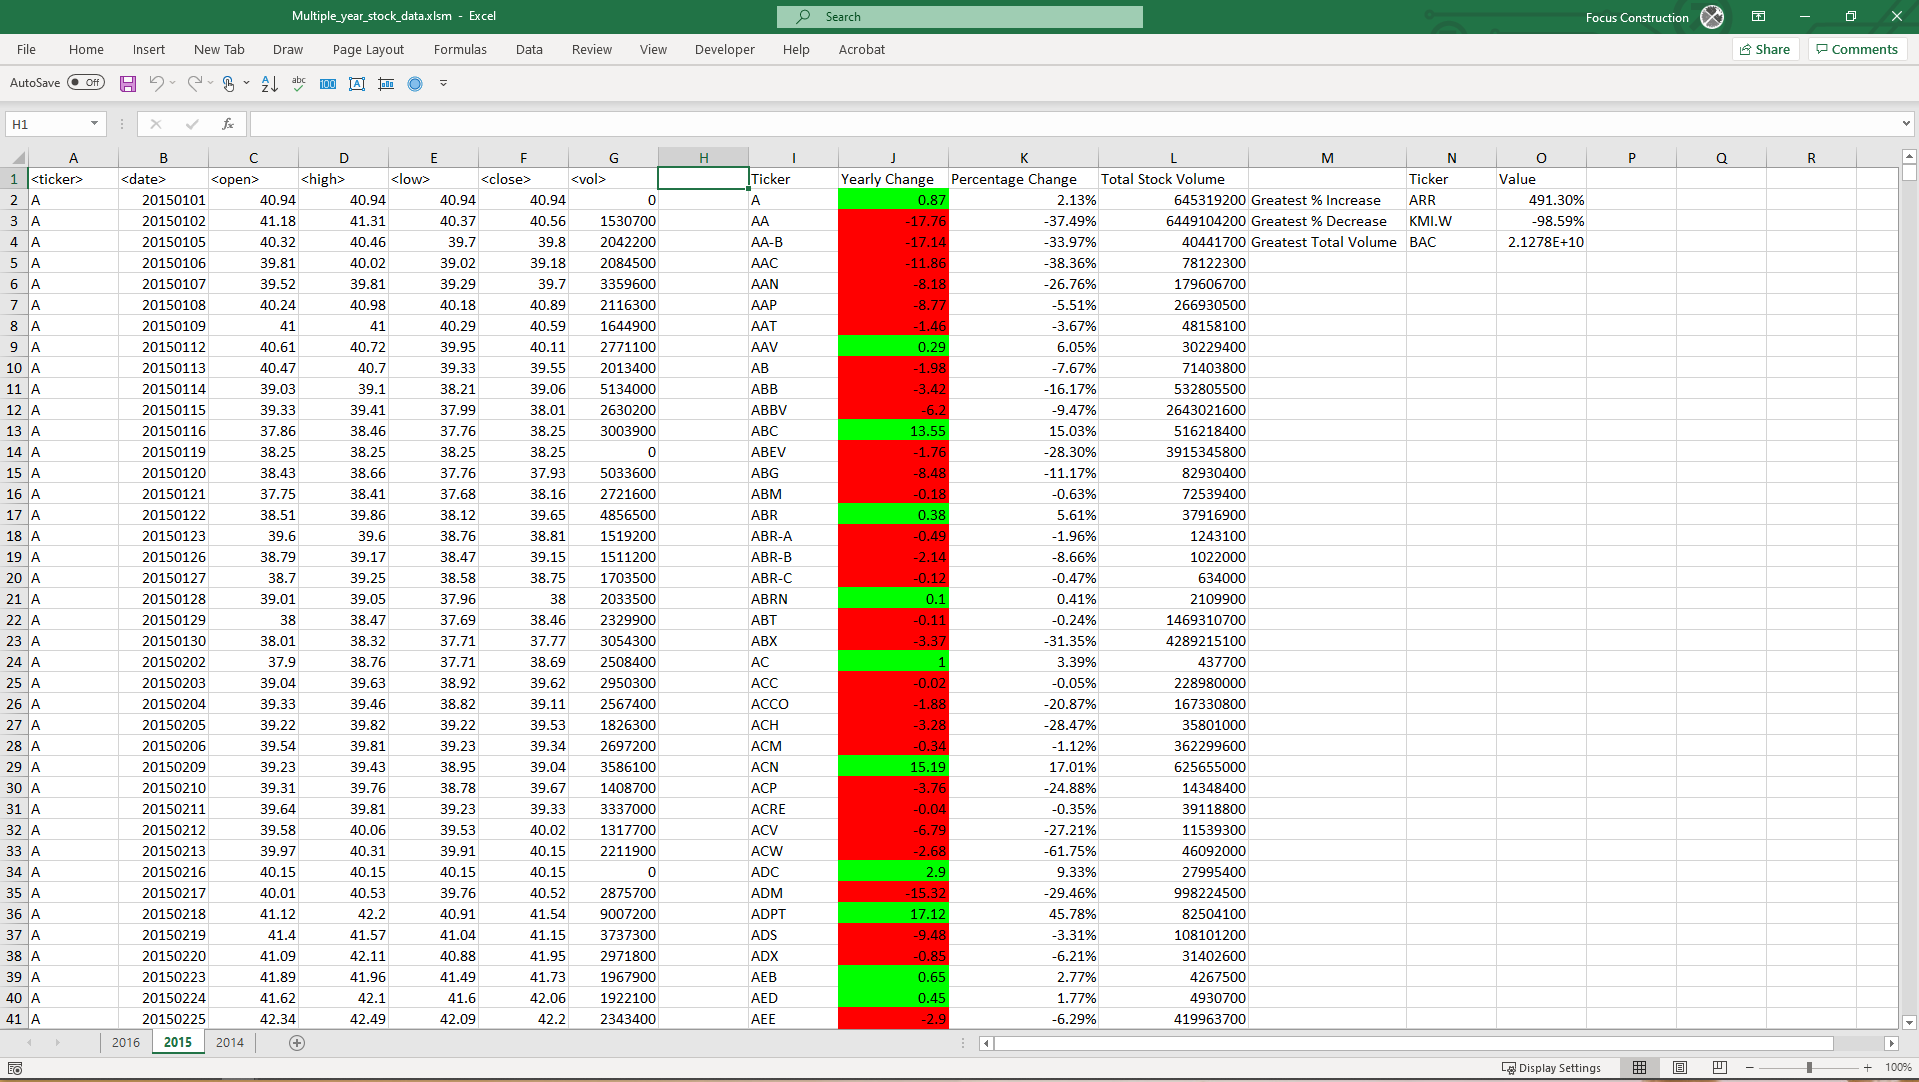 Multiple_year_stock_data.xlsm - Excel Search Focus Construction
File Home Insert New Tab Draw Page Layout Formulas Data Review View Developer Help Acrobat Share Comments
AutoSave Off
H1 fx
A B C D E F G H I J K L M N O P Q R
1 <ticker> <date> <open> <high> <low> <close> <vol> Ticker Yearly Change Percentage Change Total Stock Volume Ticker Value
2 A 20150101 40.94 40.94 40.94 40.94 0 A 0.87 2.13% 645319200 Greatest % Increase ARR 491.30%
3 A 20150102 41.18 41.31 40.37 40.56 1530700 AA -17.76 -37.49% 6449104200 Greatest % Decrease KMI.W -98.59%
4 A 20150105 40.32 40.46 39.7 39.8 2042200 AA-B -17.14 -33.97% 40441700 Greatest Total Volume BAC 2.1278E+10
5 A 20150106 39.81 40.02 39.02 39.18 2084500 AAC -11.86 -38.36% 78122300
6 A 20150107 39.52 39.81 39.29 39.7 3359600 AAN -8.18 -26.76% 179606700
7 A 20150108 40.24 40.98 40.18 40.89 2116300 AAP -8.77 -5.51% 266930500
8 A 20150109 41 41 40.29 40.59 1644900 AAT -1.46 -3.67% 48158100
9 A 20150112 40.61 40.72 39.95 40.11 2771100 AAV 0.29 6.05% 30229400
10 A 20150113 40.47 40.7 39.33 39.55 2013400 AB -1.98 -7.67% 71403800
11 A 20150114 39.03 39.1 38.21 39.06 5134000 ABB -3.42 -16.17% 532805500
12 A 20150115 39.33 39.41 37.99 38.01 2630200 ABBV -6.2 -9.47% 2643021600
13 A 20150116 37.86 38.46 37.76 38.25 3003900 ABC 13.55 15.03% 516218400
14 A 20150119 38.25 38.25 38.25 38.25 0 ABEV -1.76 -28.30% 3915345800
15 A 20150120 38.43 38.66 37.76 37.93 5033600 ABG -8.48 -11.17% 82930400
16 A 20150121 37.75 38.41 37.68 38.16 2721600 ABM -0.18 -0.63% 72539400
17 A 20150122 38.51 39.86 38.12 39.65 4856500 ABR 0.38 5.61% 37916900
18 A 20150123 39.6 39.6 38.76 38.81 1519200 ABR-A -0.49 -1.96% 1243100
19 A 20150126 38.79 39.17 38.47 39.15 1511200 ABR-B -2.14 -8.66% 1022000
20 A 20150127 38.7 39.25 38.58 38.75 1703500 ABR-C -0.12 -0.47% 634000
21 A 20150128 39.01 39.05 37.96 38 2033500 ABRN 0.1 0.41% 2109900
22 A 20150129 38 38.47 37.69 38.46 2329900 ABT -0.11 -0.24% 1469310700
23 A 20150130 38.01 38.32 37.71 37.77 3054300 ABX -3.37 -31.35% 4289215100
24 A 20150202 37.9 38.76 37.71 38.69 2508400 AC 1 3.39% 437700
25 A 20150203 39.04 39.63 38.92 39.62 2950300 ACC -0.02 -0.05% 228980000
26 A 20150204 39.33 39.46 38.82 39.11 2567400 ACCO -1.88 -20.87% 167330800
27 A 20150205 39.22 39.82 39.22 39.53 1826300 ACH -3.28 -28.47% 35801000
28 A 20150206 39.54 39.81 39.23 39.34 2697200 ACM -0.34 -1.12% 362299600
29 A 20150209 39.23 39.43 38.95 39.04 3586100 ACN 15.19 17.01% 625655000
30 A 20150210 39.31 39.76 38.78 39.67 1408700 ACP -3.76 -24.88% 14348400
31 A 20150211 39.64 39.81 39.23 39.33 3337000 ACRE -0.04 -0.35% 39118800
32 A 20150212 39.58 40.06 39.53 40.02 1317700 ACV -6.79 -27.21% 11539300
33 A 20150213 39.97 40.31 39.91 40.15 2211900 ACW -2.68 -61.75% 46092000
34 A 20150216 40.15 40.15 40.15 40.15 0 ADC 2.9 9.33% 27995400
35 A 20150217 40.01 40.53 39.76 40.52 2875700 ADM -15.32 -29.46% 998224500
36 A 20150218 41.12 42.2 40.91 41.54 9007200 ADPT 17.12 45.78% 82504100
37 A 20150219 41.4 41.57 41.04 41.15 3737300 ADS -9.48 -3.31% 108101200
38 A 20150220 41.09 42.11 40.88 41.95 2971800 ADX -0.85 -6.21% 31402600
39 A 20150223 41.89 41.96 41.49 41.73 1967900 AEB 0.65 2.77% 4267500
40 A 20150224 41.62 42.1 41.6 42.06 1922100 AED 0.45 1.77% 4930700
41 A 20150225 42.34 42.49 42.09 42.2 2343400 AEE -2.9 -6.29% 419963700
2016 2015 2014
Display Settings 100%